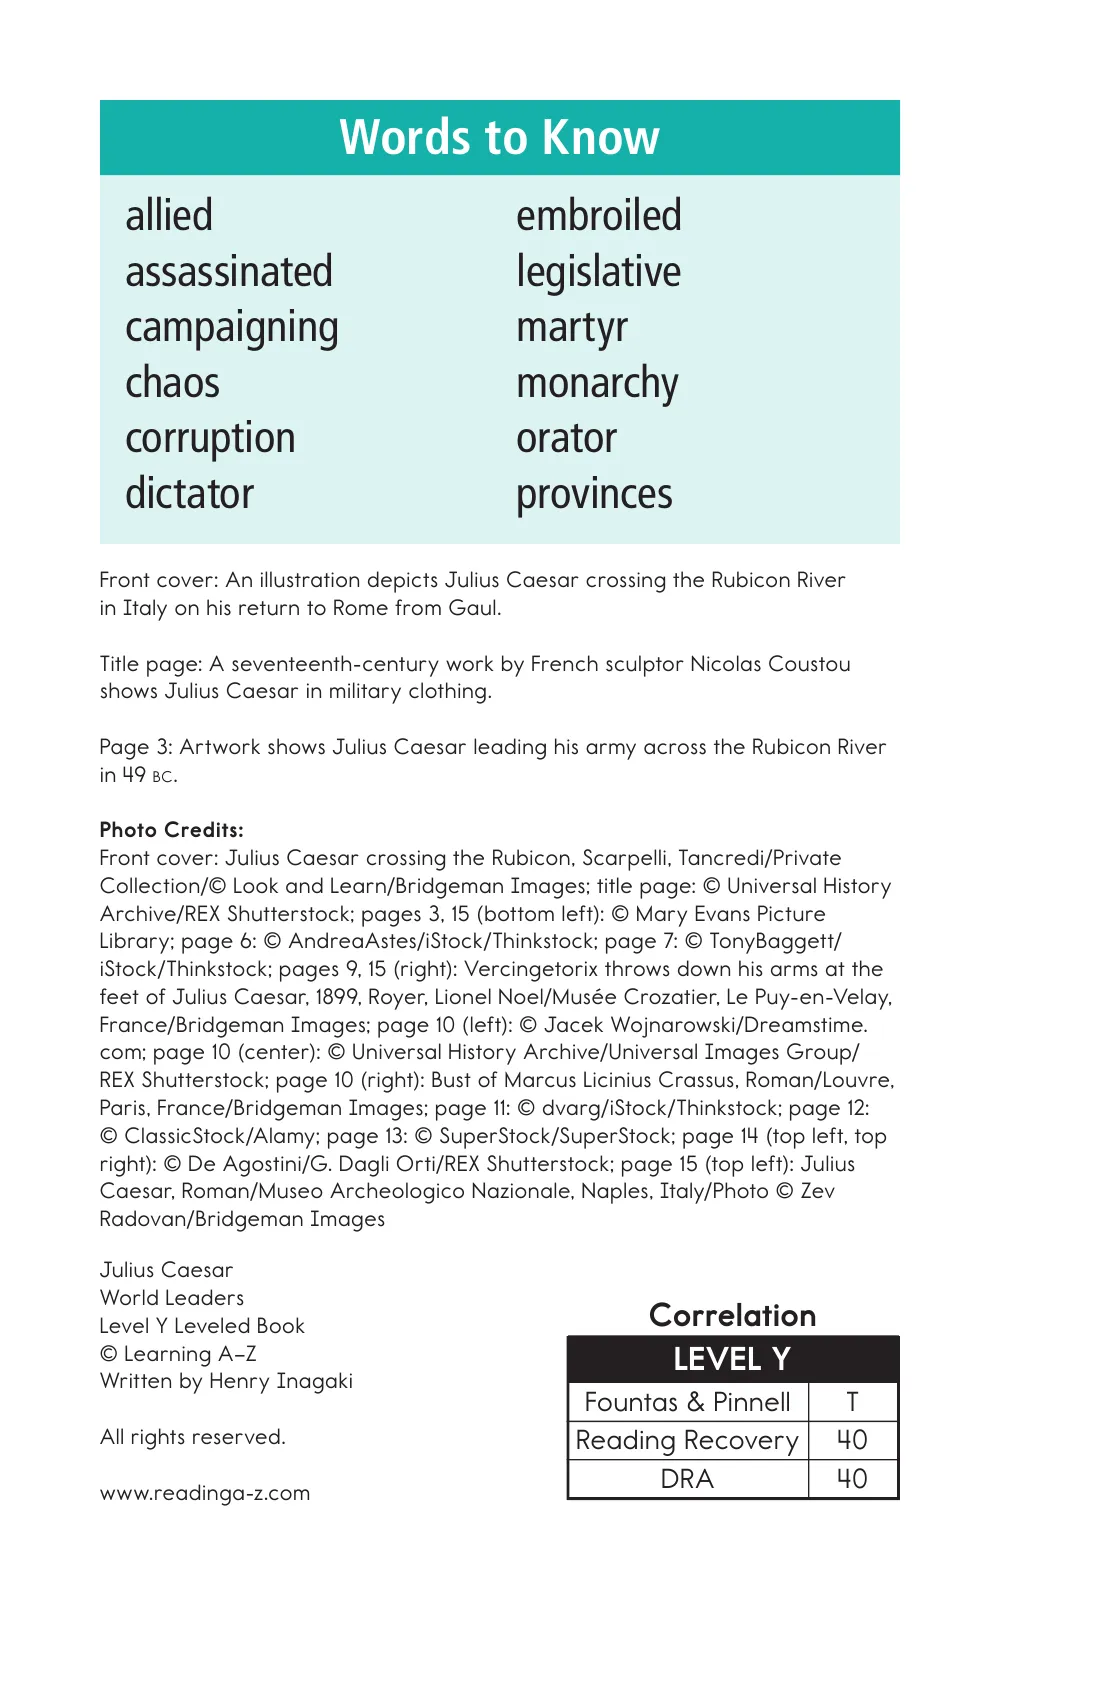 Words to Know
allied
assassinated
campaigning
chaos
corruption
dictator
embroiled
legislative
martyr
monarchy
orator
provinces
Front cover: An illustration depicts Julius Caesar crossing the Rubicon River
in Italy on his return to Rome from Gaul.
Title page: A seventeenth-century work by French sculptor Nicolas Coustou
shows Julius Caesar in military clothing.
Page 3: Artwork shows Julius Caesar leading his army across the Rubicon River
in 49 BC.
Photo Credits:
Front cover: Julius Caesar crossing the Rubicon, Scarpelli, Tancredi/Private
Collection/© Look and Learn/Bridgeman Images; title page: © Universal History
Archive/REX Shutterstock; pages 3, 15 (bottom left): © Mary Evans Picture
Library; page 6: © AndreaAstes/iStock/Thinkstock; page 7: © TonyBaggett/
iStock/Thinkstock; pages 9, 15 (right): Vercingetorix throws down his arms at the
feet of Julius Caesar, 1899, Royer, Lionel Noel/Musée Crozatier, Le Puy-en-Velay,
France/Bridgeman Images; page 10 (left): © Jacek Wojnarowski/Dreamstime.
com; page 10 (center): © Universal History Archive/Universal Images Group/
REX Shutterstock; page 10 (right): Bust of Marcus Licinius Crassus, Roman/Louvre,
Paris, France/Bridgeman Images; page 11: © dvarg/iStock/Thinkstock; page 12:
© ClassicStock/Alamy; page 13: © SuperStock/SuperStock; page 14 (top left, top
right): © De Agostini/G. Dagli Orti/REX Shutterstock; page 15 (top left): Julius
Caesar, Roman/Museo Archeologico Nazionale, Naples, Italy/Photo © Zev
Radovan/Bridgeman Images
Julius Caesar
World Leaders
Level Y Leveled Book
© Learning A–Z
Written by Henry Inagaki
All rights reserved.
www.readinga-z.com
Correlation
LEVEL Y
Fountas & Pinnell T
Reading Recovery 40
DRA 40